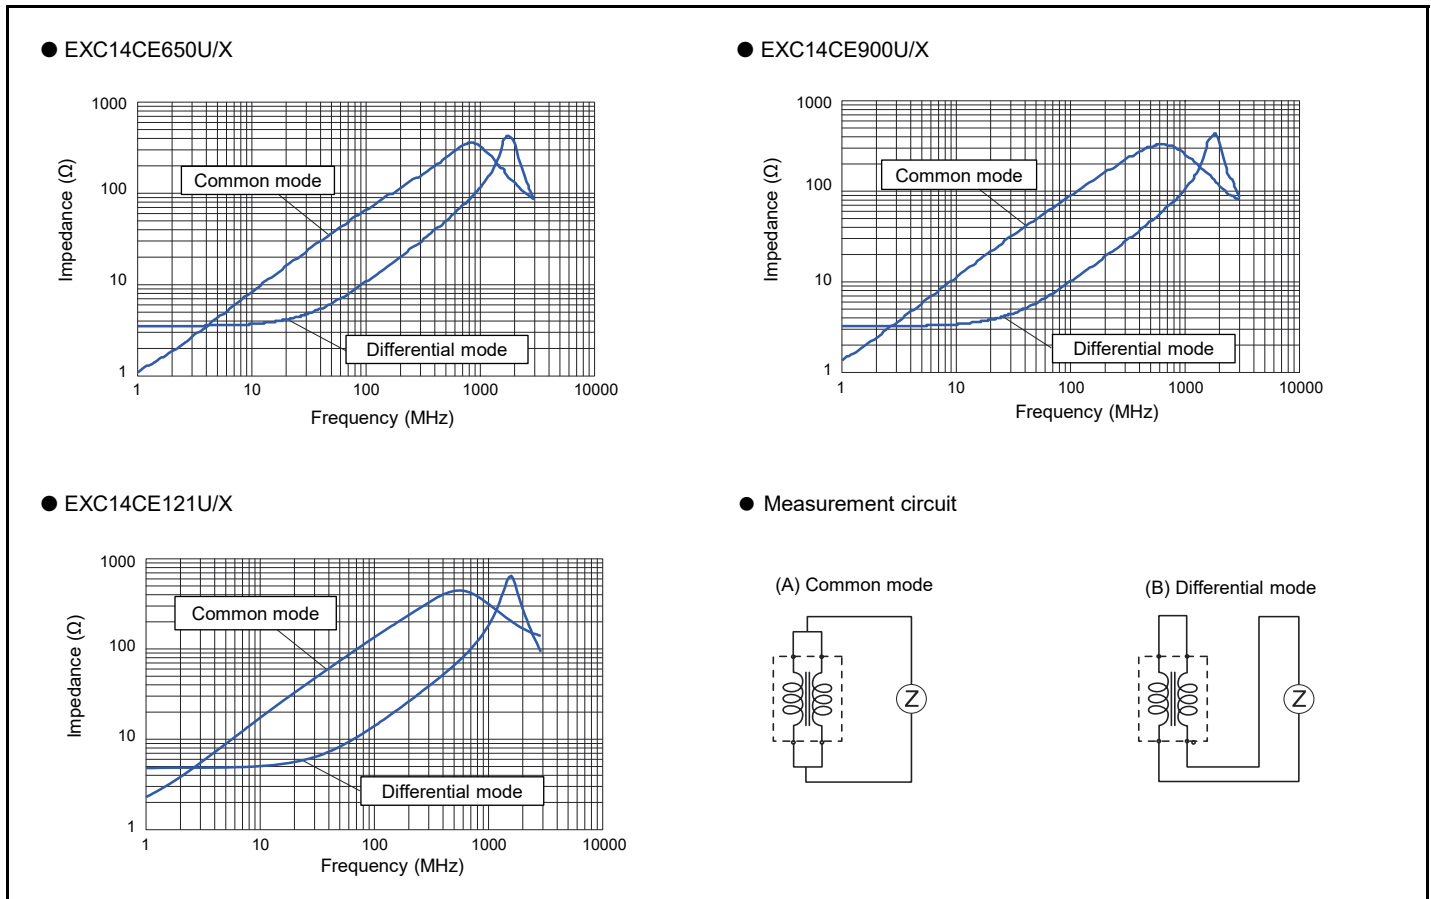 ● EXC14CE650U/X
1000
100
10
1
Impedance (Ω)
Common mode
Differential mode
1 10 100 1000 10000
Frequency (MHz)
● EXC14CE900U/X
1000
100
10
1
Impedance (Ω)
Common mode
Differential mode
1 10 100 1000 10000
Frequency (MHz)
● EXC14CE121U/X
1000
100
10
1
Impedance (Ω)
Common mode
Differential mode
1 10 100 1000 10000
Frequency (MHz)
● Measurement circuit
(A) Common mode
Z
(B) Differential mode
Z